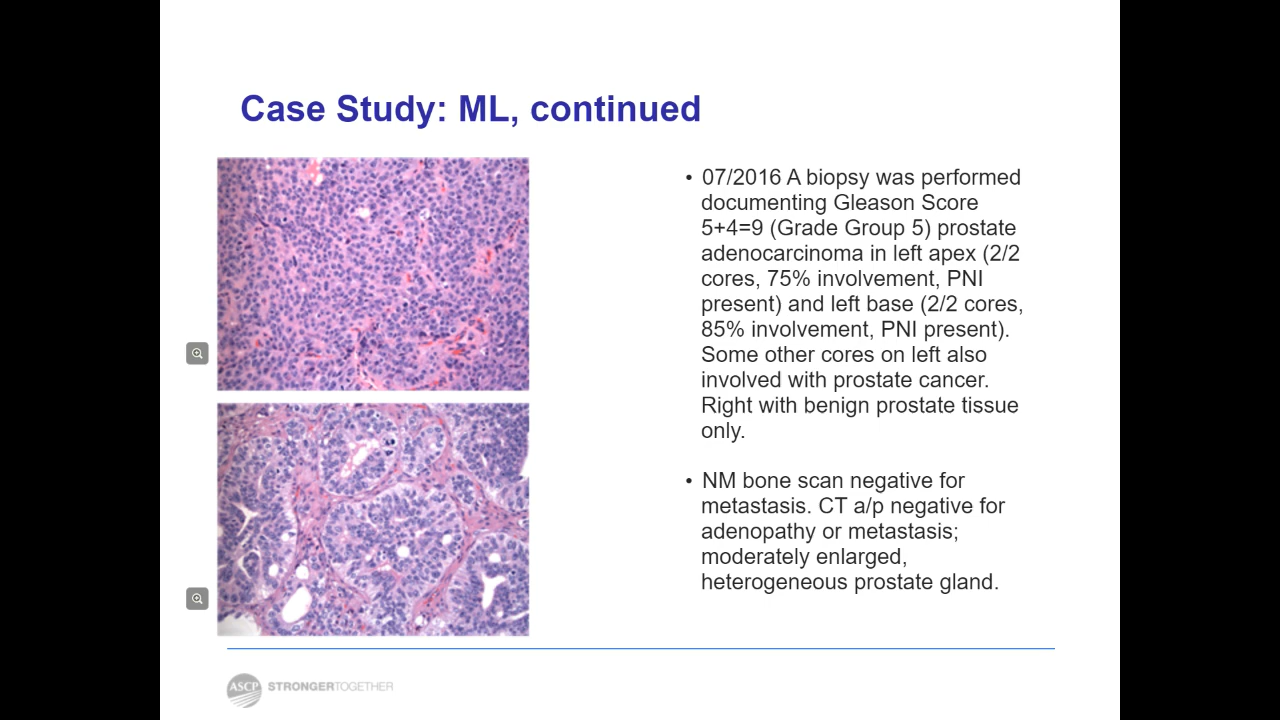 Case Study: ML, continued
• 07/2016 A biopsy was performed
documenting Gleason Score
5+4=9 (Grade Group 5) prostate
adenocarcinoma in left apex (2/2
cores, 75% involvement, PNI
present) and left base (2/2 cores,
85% involvement, PNI present).
Some other cores on left also
involved with prostate cancer.
Right with benign prostate tissue
only.
• NM bone scan negative for
metastasis. CT a/p negative for
adenopathy or metastasis;
moderately enlarged,
heterogeneous prostate gland.
ASCP STRONGERTOGETHER